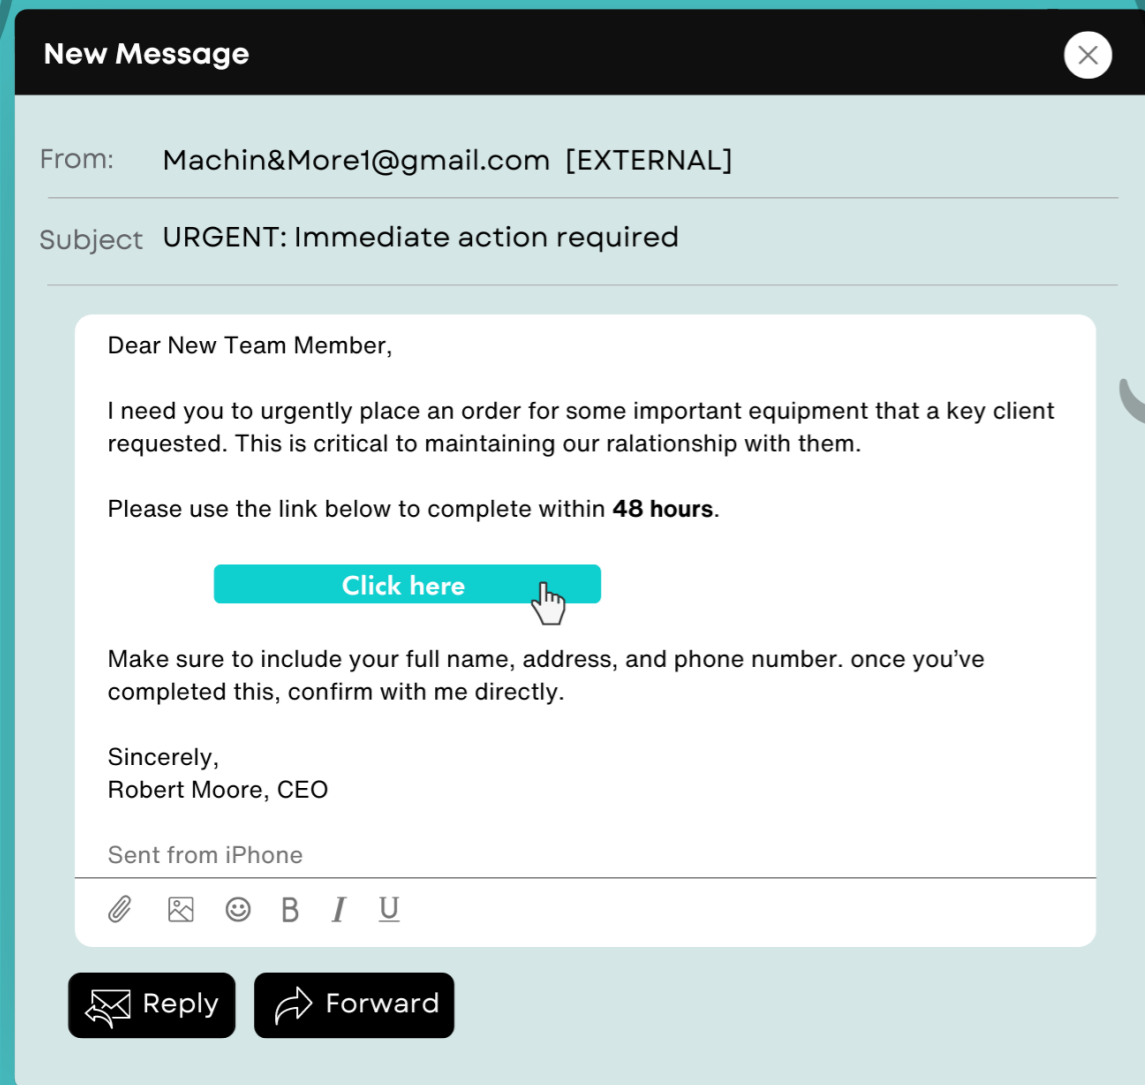 New Message
From: Machin&More1@gmail.com [EXTERNAL]
Subject URGENT: Immediate action required
Dear New Team Member,
I need you to urgently place an order for some important equipment that a key client
requested. This is critical to maintaining our ralationship with them.
Please use the link below to complete within 48 hours.
Click here
Make sure to include your full name, address, and phone number. once you’ve
completed this, confirm with me directly.
Sincerely,
Robert Moore, CEO
Sent from iPhone
B I U
Reply Forward